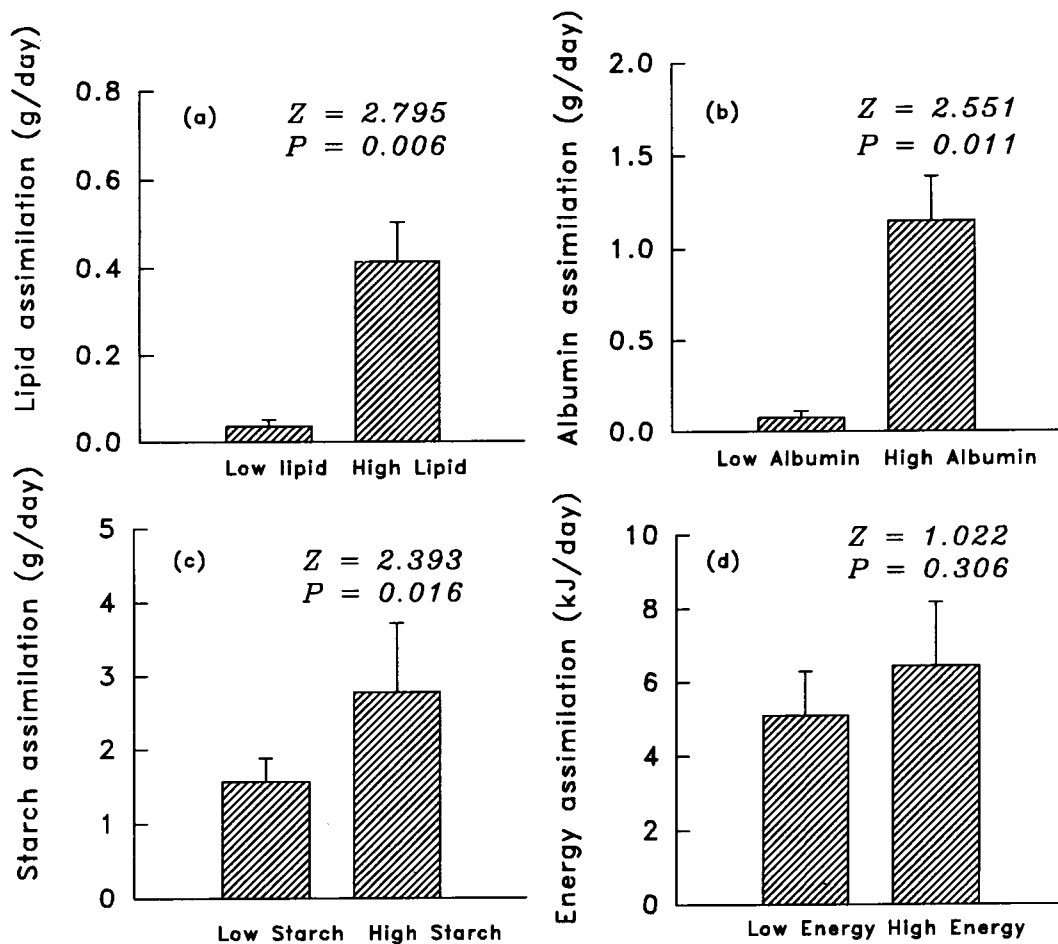 Lipid assimilation (g/day)
0.8
0.6
0.4
0.2
0.0
(a)
Z = 2.795
P = 0.006
Low lipid High Lipid
Albumin assimilation (g/day)
2.0
1.5
1.0
0.5
0.0
(b)
Z = 2.551
P = 0.011
Low Albumin High Albumin
Starch assimilation (g/day)
5
4
3
2
1
0
(c)
Z = 2.393
P = 0.016
Low Starch High Starch
Energy assimilation (kJ/day)
10
8
6
4
2
0
(d)
Z = 1.022
P = 0.306
Low Energy High Energy